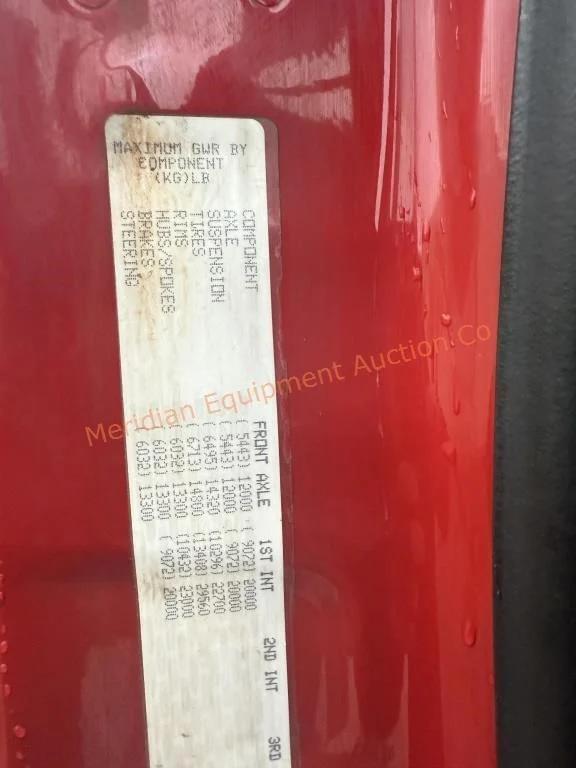 MAXIMUM GWR BY
COMPONENT
(KG)LB
COMPONENT FRONT AXLE 1ST INT 2ND INT 3RD
AXLE ( 5443) 12000 ( 9072) 20000
SUSPENSION ( 5443) 12000 ( 9072) 20000
TIRES ( 6495) 14320 (10296) 22700
RIMS ( 6713) 14800 (13408) 29560
HUBS/SPOKES ( 6032) 13300 (10432) 23000
BRAKES 6032) 13300 ( 9072) 20000
STEERING 6032) 13300
Meridian Equipment Auction Co